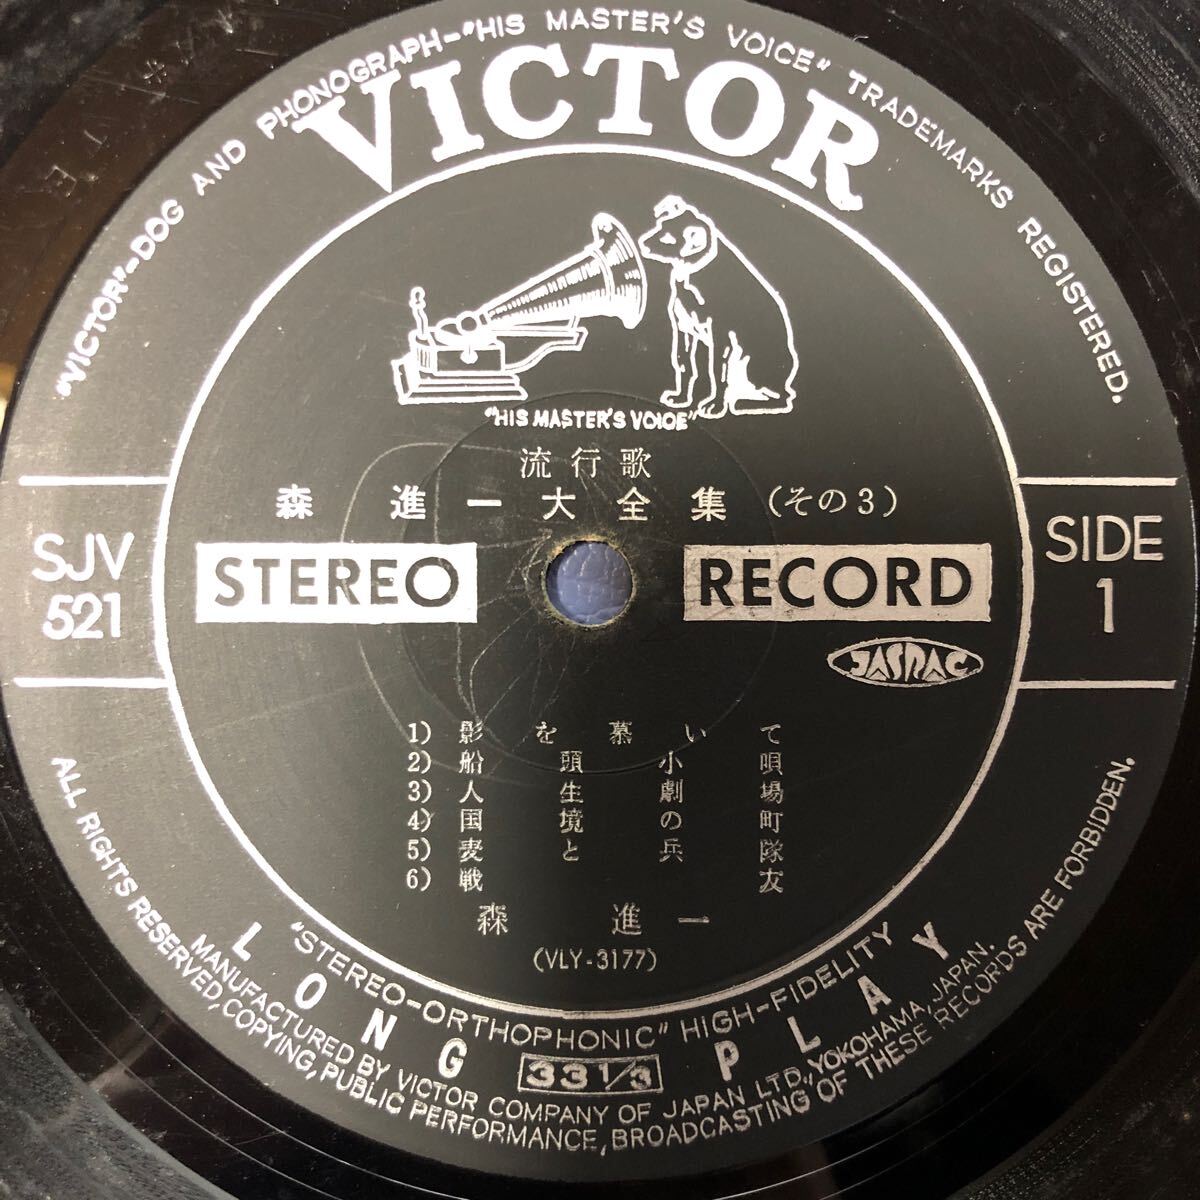 "VICTOR"-DOG AND PHONOGRAPH-"HIS MASTER'S VOICE" TRADEMARKS REGISTERED.
VICTOR
"HIS MASTER'S VOICE"
流行歌
森進一大全集(その3)
SJV
521
STEREO
RECORD
SIDE
1
JASRAC
1) 影を慕いて
2) 船頭小唄
3) 人生劇場
4) 国境の町
5) 麦と兵隊
6) 戦友
森進一
(VLY-3177)
"STEREO-ORTHOPHONIC" HIGH-FIDELITY
LONG 33 1/3 PLAY
MANUFACTURED BY VICTOR COMPANY OF JAPAN LTD. YOKOHAMA, JAPAN.
ALL RIGHTS RESERVED, COPYING, PUBLIC PERFORMANCE, BROADCASTING OF THESE RECORDS ARE FORBIDDEN.